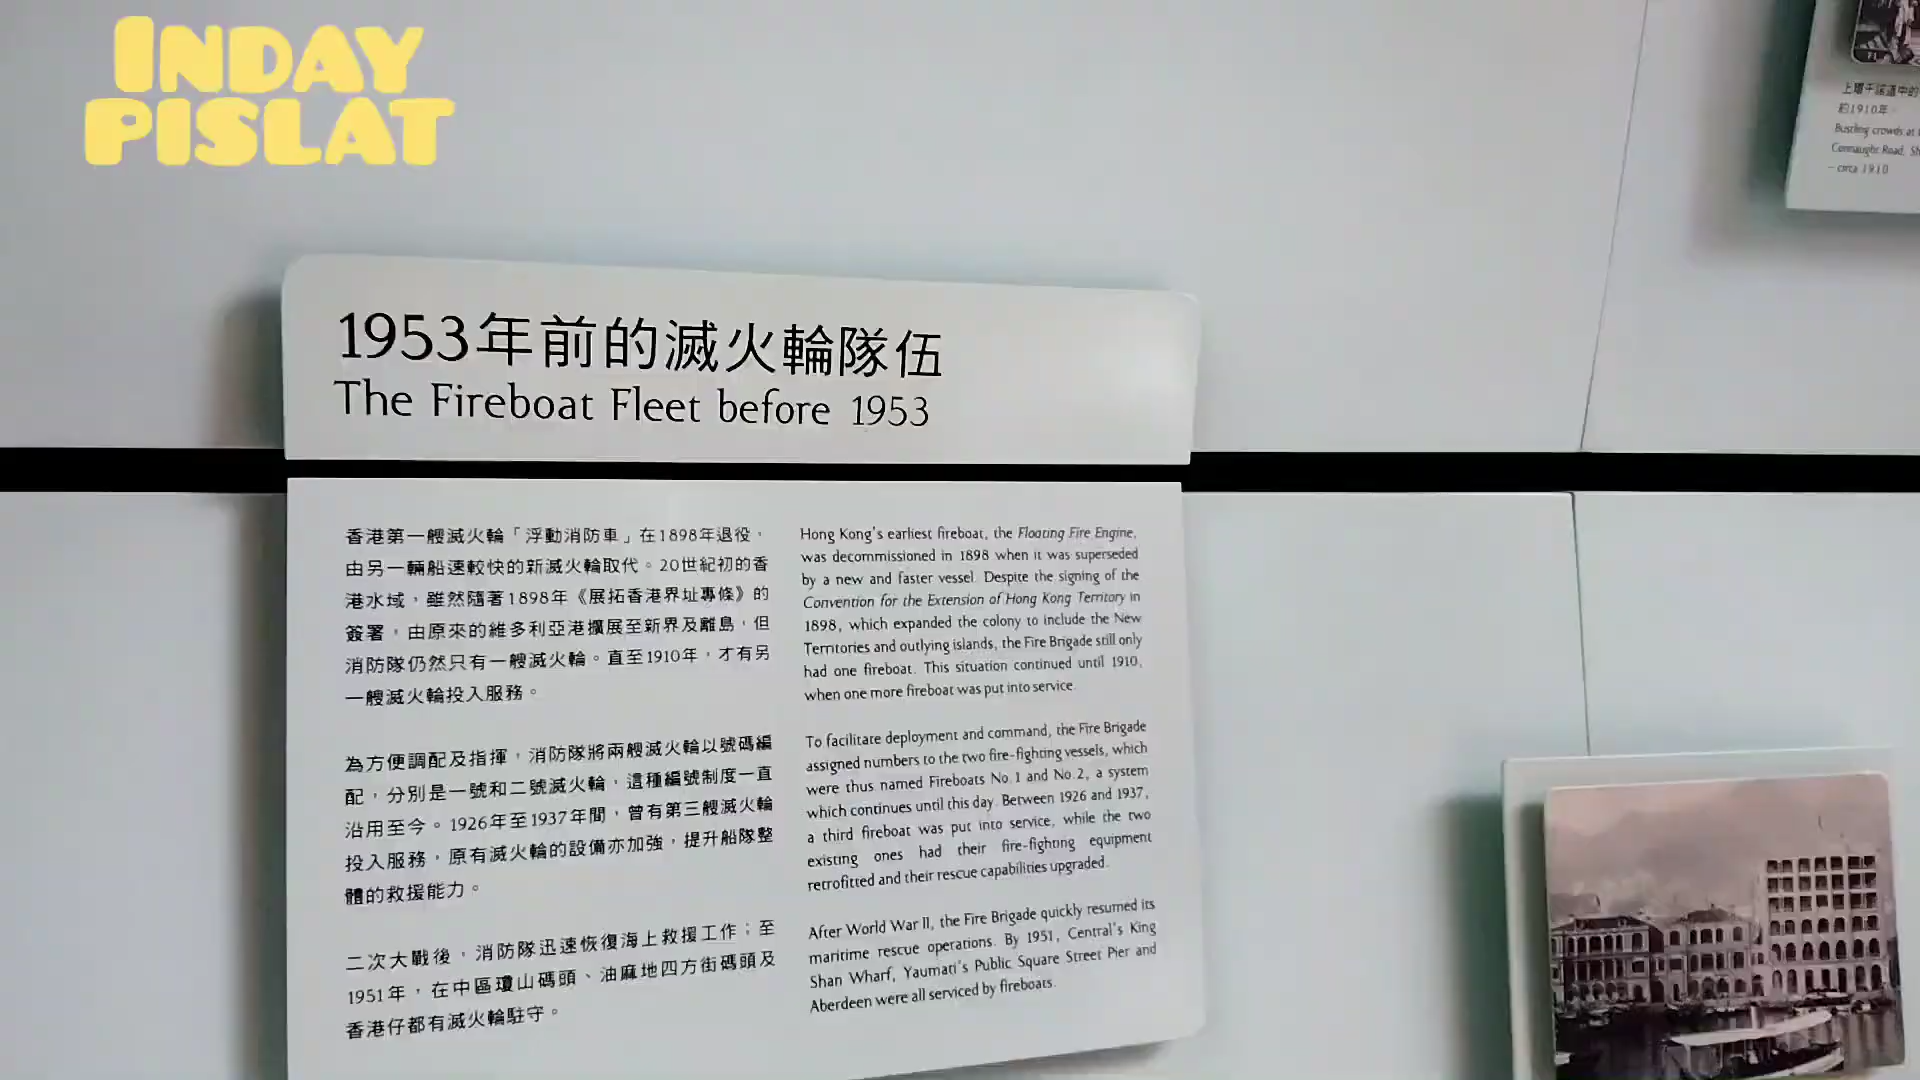 INDAY
PISLAT
1953年前的滅火輪隊伍
The Fireboat Fleet before 1953
香港第一艘滅火輪「浮動消防車」在1898年退役，
由另一輛船速較快的新滅火輪取代。20世紀初的香
港水域，雖然隨著1898年《展拓香港界址專條》的
簽署，由原來的維多利亞港擴展至新界及離島，但
消防隊仍然只有一艘滅火輪。直至1910年，才有另
一艘滅火輪投入服務。
為方便調配及指揮，消防隊將兩艘滅火輪以號碼編
配，分別是一號和二號滅火輪，這種編號制度一直
沿用至今。1926年至1937年間，曾有第三艘滅火輪
投入服務，原有滅火輪的設備亦加強，提升船隊整
體的救援能力。
二次大戰後，消防隊迅速恢復海上救援工作；至
1951年，在中區瓊山碼頭、油麻地四方街碼頭及
香港仔都有滅火輪駐守。
Hong Kong's earliest fireboat, the Floating Fire Engine,
was decommissioned in 1898 when it was superseded
by a new and faster vessel. Despite the signing of the
Convention for the Extension of Hong Kong Territory in
1898, which expanded the colony to include the New
Territories and outlying islands, the Fire Brigade still only
had one fireboat. This situation continued until 1910,
when one more fireboat was put into service.
To facilitate deployment and command, the Fire Brigade
assigned numbers to the two fire-fighting vessels, which
were thus named Fireboats No.1 and No.2, a system
which continues until this day. Between 1926 and 1937,
a third fireboat was put into service, while the two
existing ones had their fire-fighting equipment
retrofitted and their rescue capabilities upgraded.
After World War II, the Fire Brigade quickly resumed its
maritime rescue operations. By 1951, Central's King
Shan Wharf, Yaumati's Public Square Street Pier and
Aberdeen were all serviced by fireboats.
上環干諾道中的
約1910年。
Bustling crowds at
Connaught Road, Sh
– circa 1910